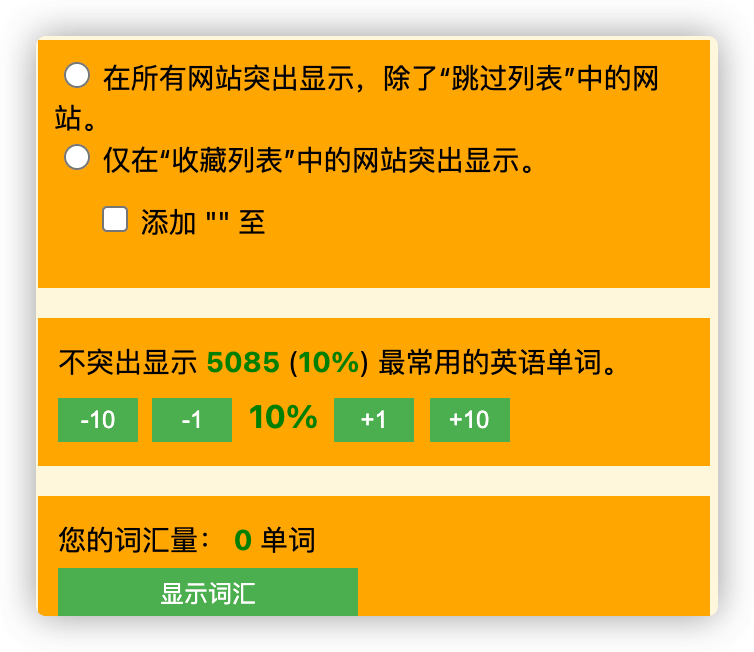 在所有网站突出显示，除了“跳过列表”中的网
站。
仅在“收藏列表”中的网站突出显示。
添加 "" 至
不突出显示 5085 (10%) 最常用的英语单词。
-10 -1 10% +1 +10
您的词汇量： 0 单词
显示词汇